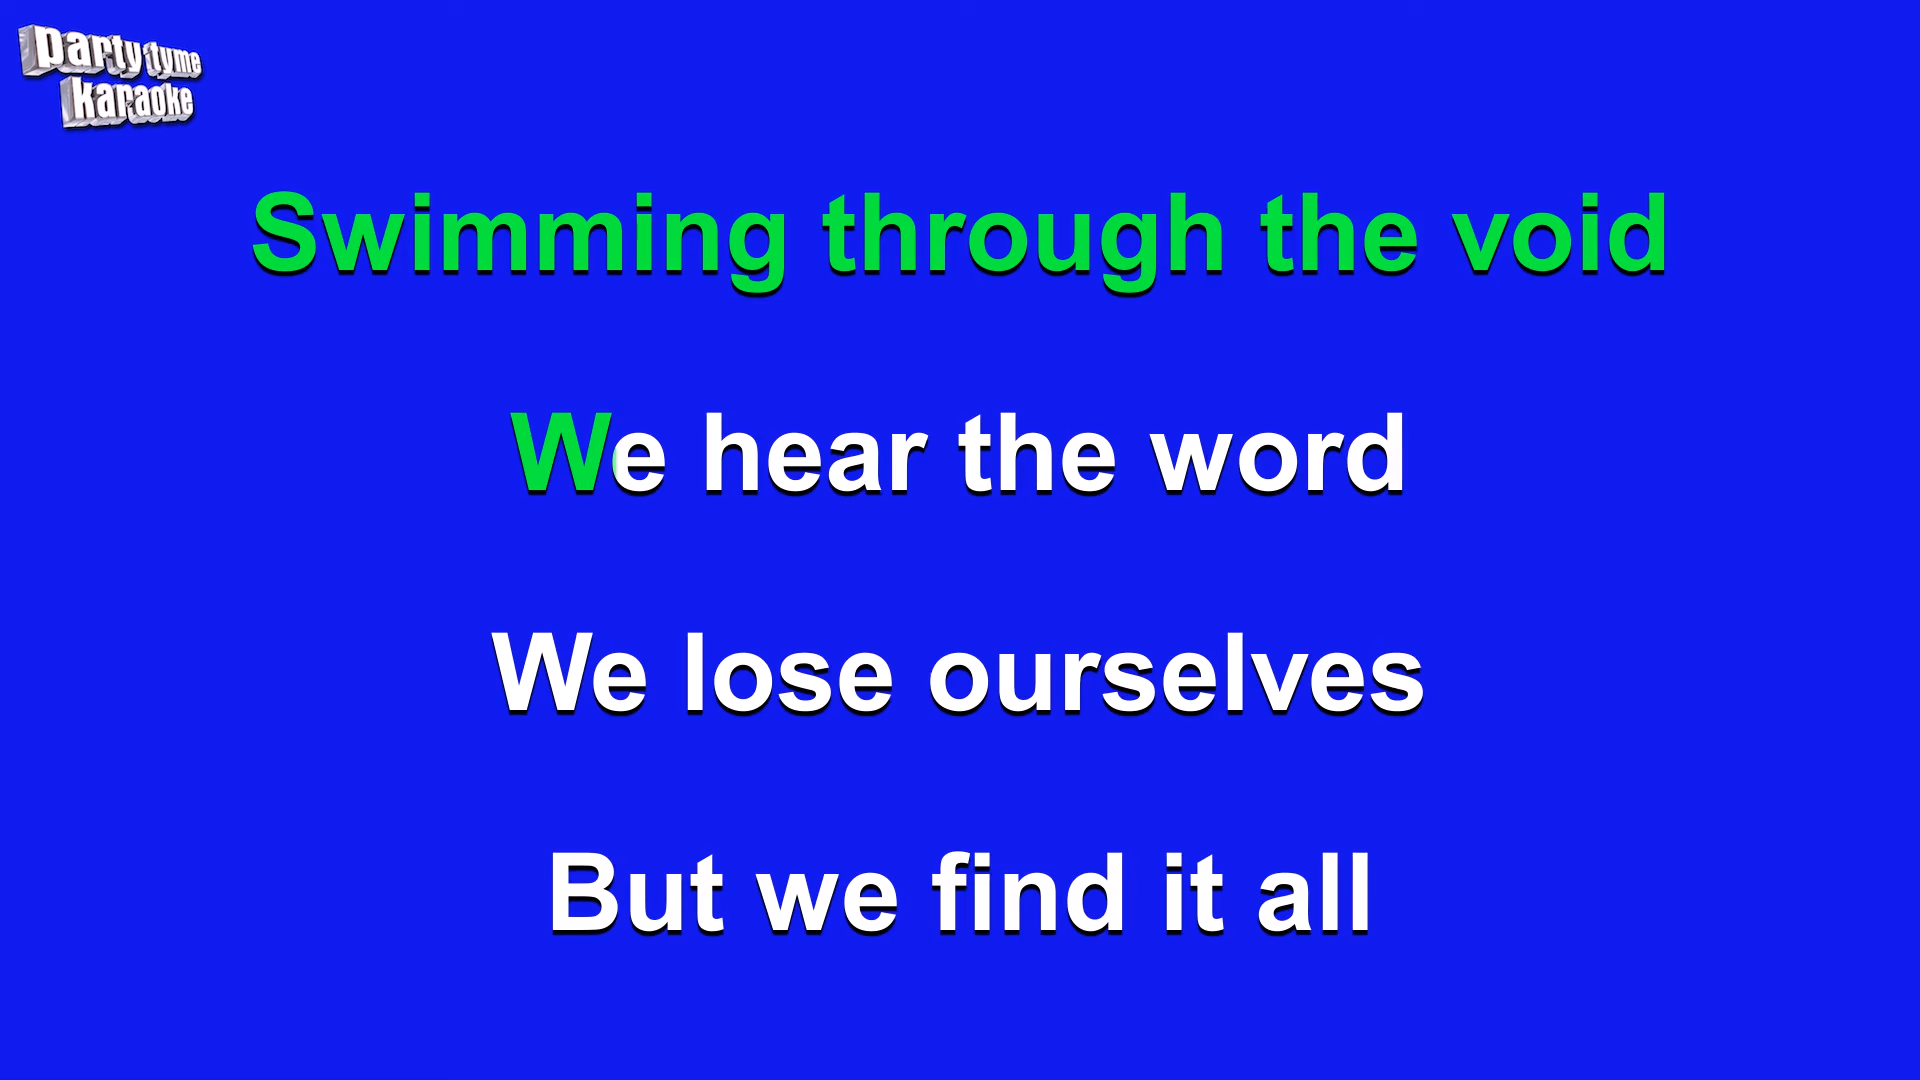 party tyme
karaoke
Swimming through the void
We hear the word
We lose ourselves
But we find it all